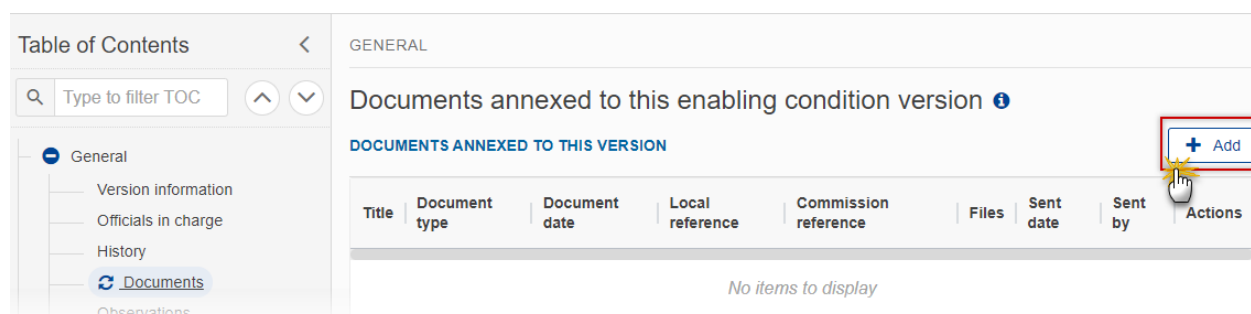 Table of Contents
GENERAL
Type to filter TOC
Documents annexed to this enabling condition version
DOCUMENTS ANNEXED TO THIS VERSION
Add
General
Version information
Officials in charge
History
Documents
Observations
Title
Document type
Document date
Local reference
Commission reference
Files
Sent date
Sent by
Actions
No items to display